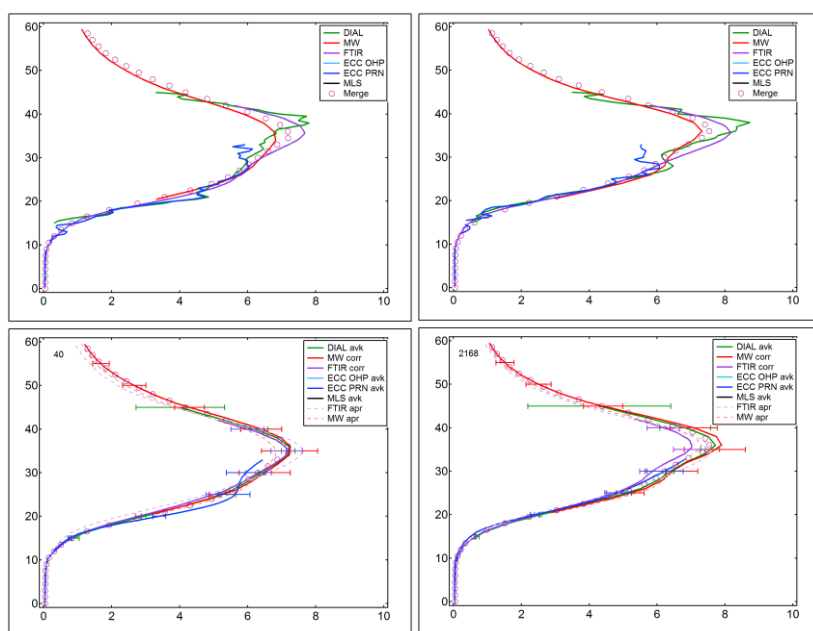 60
50
40
30
20
10
0
0
2
4
6
8
10
DIAL
MW
FTIR
ECC OHP
ECC PRN
MLS
Merge
60
50
40
30
20
10
0
0
2
4
6
8
10
DIAL
MW
FTIR
ECC OHP
ECC PRN
MLS
Merge
60
50
40
30
20
10
0
0
2
4
6
8
10
40
DIAL avk
MW corr
FTIR corr
ECC OHP avk
ECC PRN avk
MLS avk
FTIR apr
MW apr
60
50
40
30
20
10
0
0
2
4
6
8
10
2168
DIAL avk
MW corr
FTIR corr
ECC OHP avk
ECC PRN avk
MLS avk
FTIR apr
MW apr